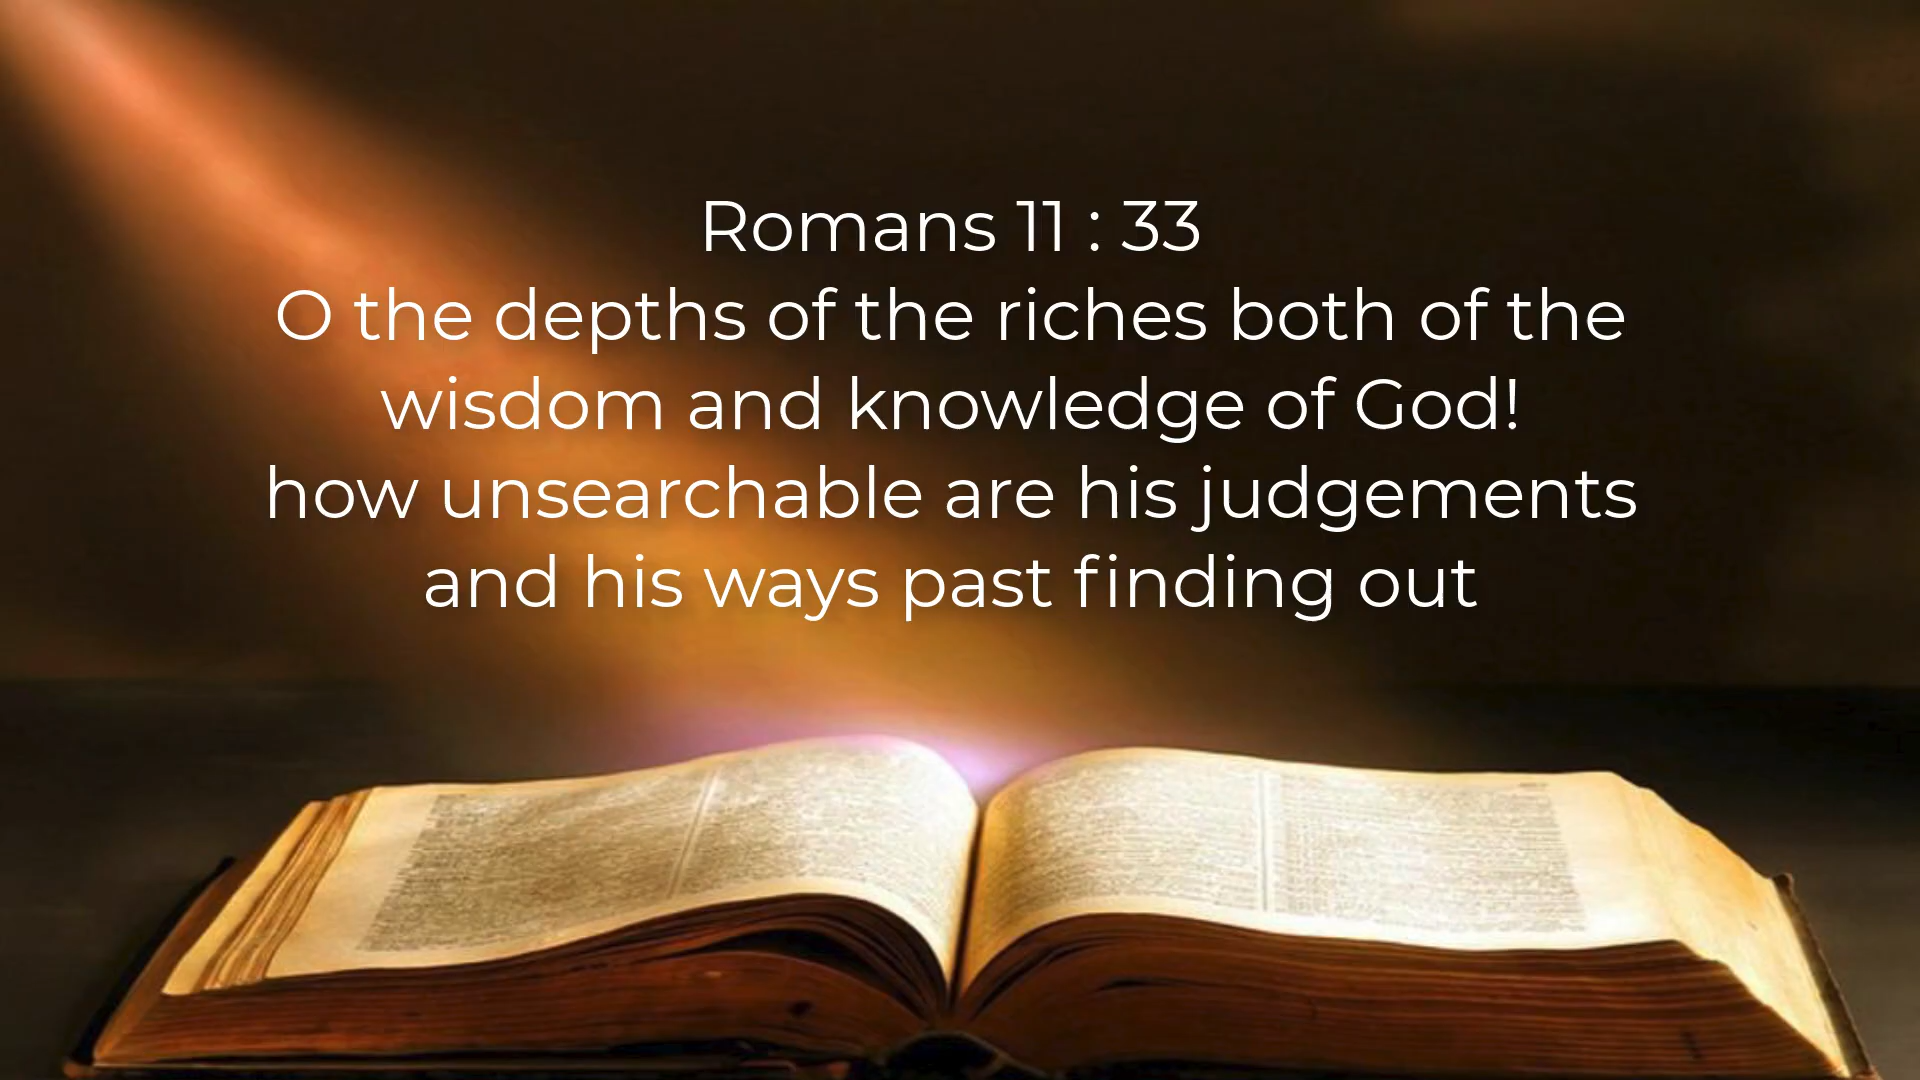 Romans 11 : 33
O the depths of the riches both of the
wisdom and knowledge of God!
how unsearchable are his judgements
and his ways past finding out